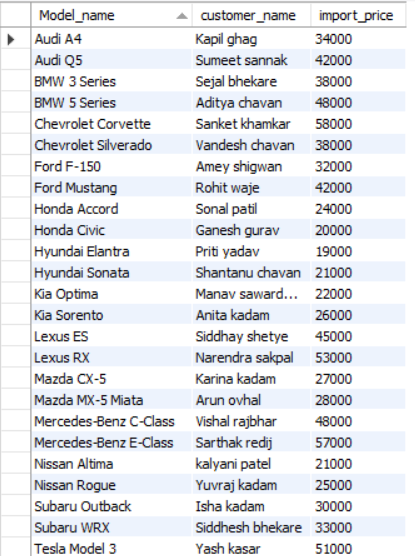 Model_name customer_name import_price
Audi A4 Kapil ghag 34000
Audi Q5 Sumeet sannak 42000
BMW 3 Series Sejal bhekare 38000
BMW 5 Series Aditya chavan 48000
Chevrolet Corvette Sanket khamkar 58000
Chevrolet Silverado Vandesh chavan 38000
Ford F-150 Amey shigwan 32000
Ford Mustang Rohit waje 42000
Honda Accord Sonal patil 24000
Honda Civic Ganesh gurav 20000
Hyundai Elantra Priti yadav 19000
Hyundai Sonata Shantanu chavan 21000
Kia Optima Manav saward... 22000
Kia Sorento Anita kadam 26000
Lexus ES Siddhay shetye 45000
Lexus RX Narendra sakpal 53000
Mazda CX-5 Karina kadam 27000
Mazda MX-5 Miata Arun ovhal 28000
Mercedes-Benz C-Class Vishal rajbhar 48000
Mercedes-Benz E-Class Sarthak redij 57000
Nissan Altima kalyani patel 21000
Nissan Rogue Yuvraj kadam 25000
Subaru Outback Isha kadam 30000
Subaru WRX Siddhesh bhekare 33000
Tesla Model 3 Yash kasar 51000